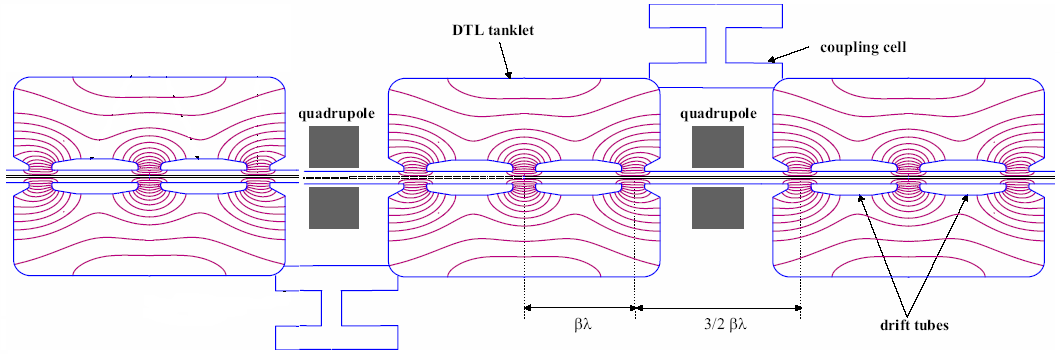 DTL tanklet
coupling cell
quadrupole
quadrupole
βλ
3/2 βλ
drift tubes